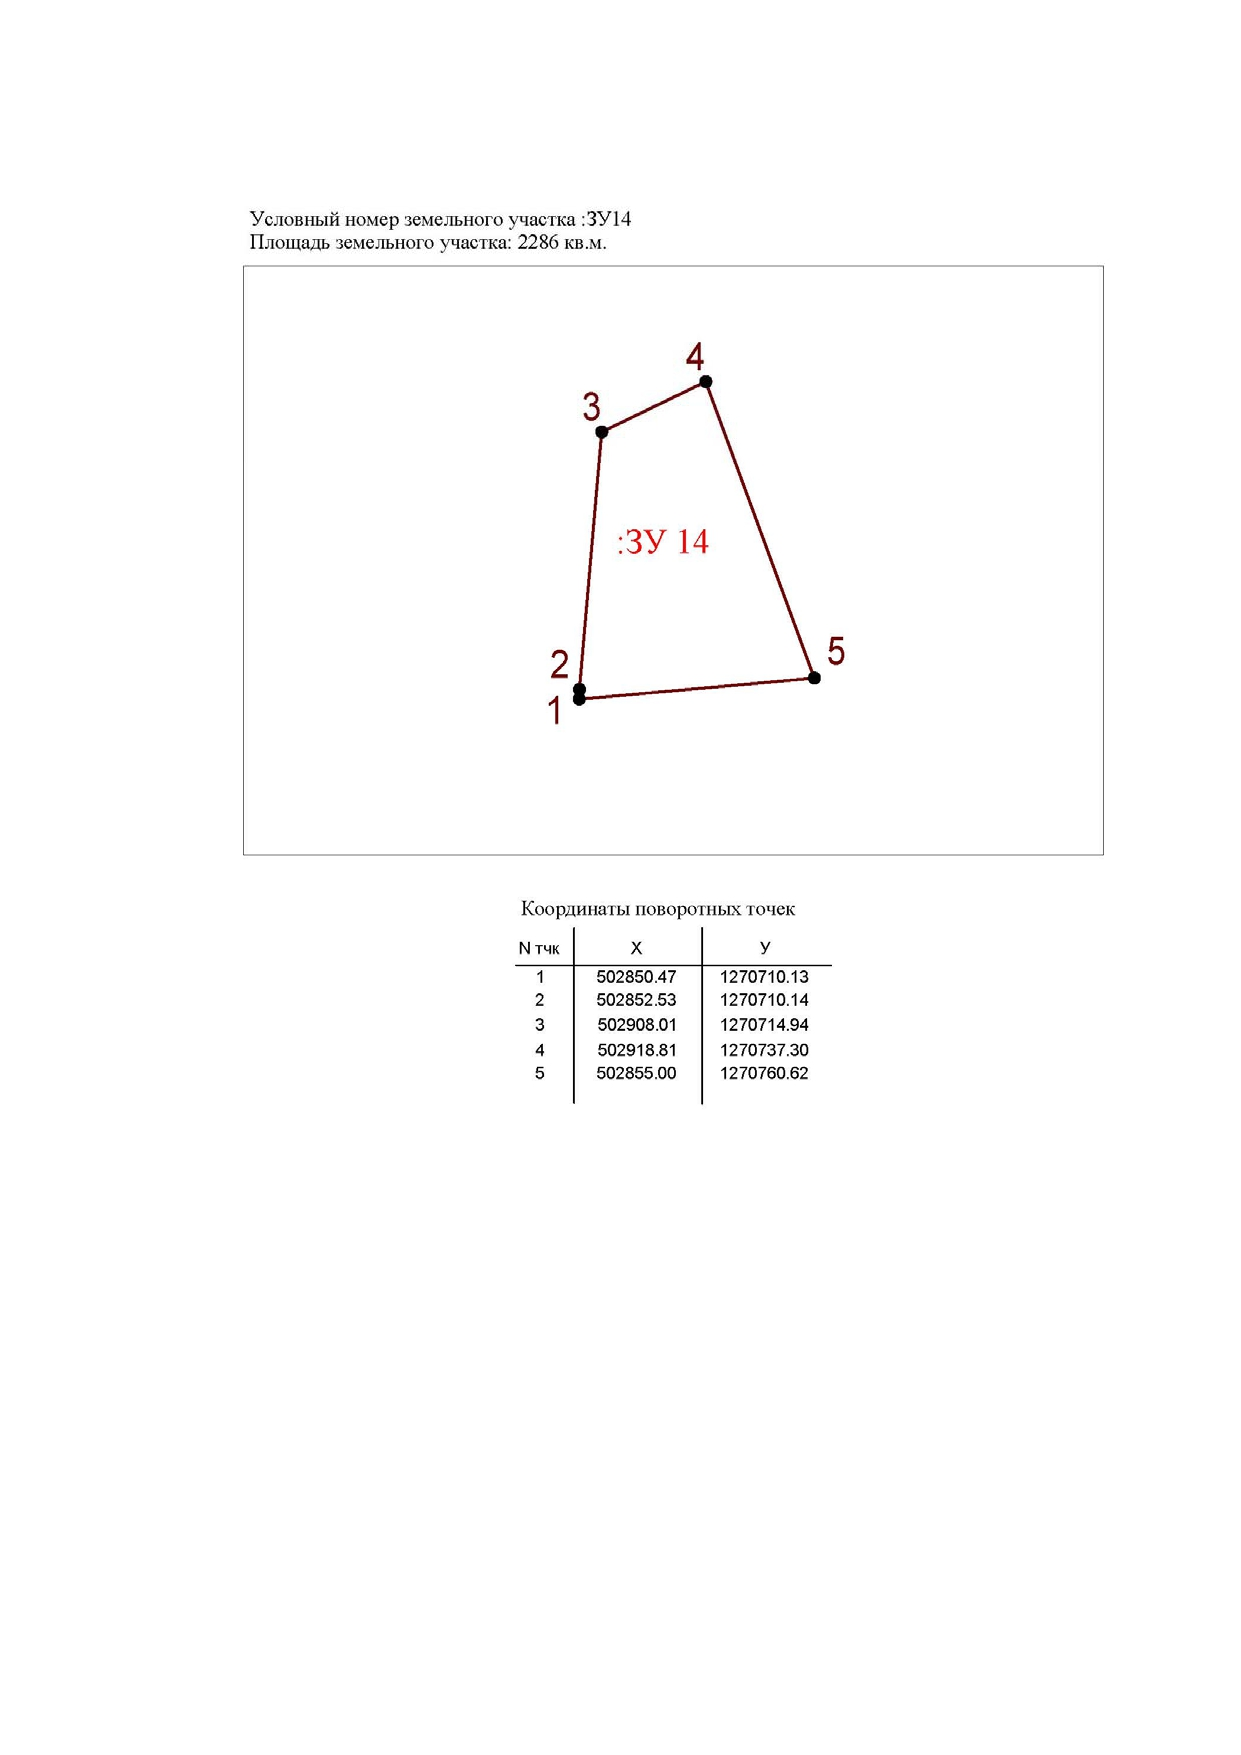 Условный номер земельного участка :ЗУ14
Площадь земельного участка: 2286 кв.м.
4
3
:ЗУ 14
5
2
1
Координаты поворотных точек
N тчк X У
1 502850.47 1270710.13
2 502852.53 1270710.14
3 502908.01 1270714.94
4 502918.81 1270737.30
5 502855.00 1270760.62